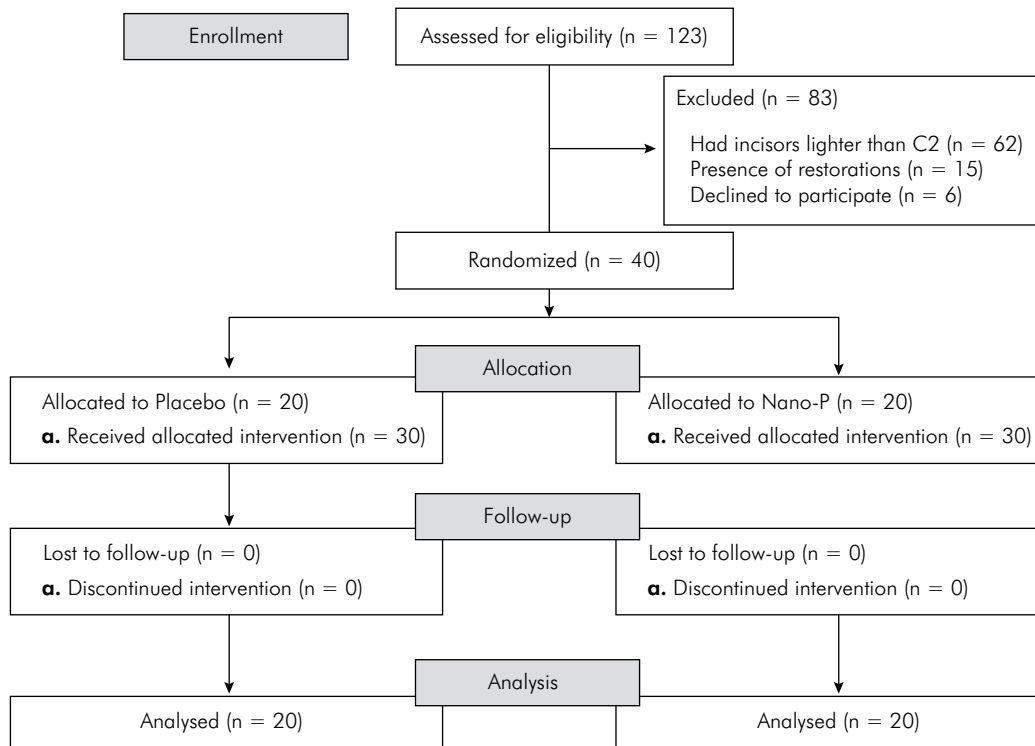 Enrollment
Assessed for eligibility (n = 123)
Excluded (n = 83)
Had incisors lighter than C2 (n = 62)
Presence of restorations (n = 15)
Declined to participate (n = 6)
Randomized (n = 40)
Allocation
Allocated to Placebo (n = 20)
a. Received allocated intervention (n = 30)
Allocated to Nano-P (n = 20)
a. Received allocated intervention (n = 30)
Follow-up
Lost to follow-up (n = 0)
a. Discontinued intervention (n = 0)
Lost to follow-up (n = 0)
a. Discontinued intervention (n = 0)
Analysis
Analysed (n = 20)
Analysed (n = 20)